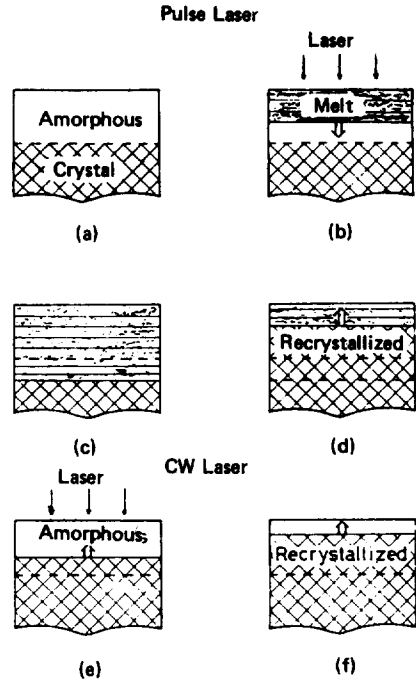 Pulse Laser
Laser
Amorphous
Crystal
Melt
(a)
(b)
Recrystallized
(c)
(d)
CW Laser
Laser
Amorphous
Recrystallized
(e)
(f)